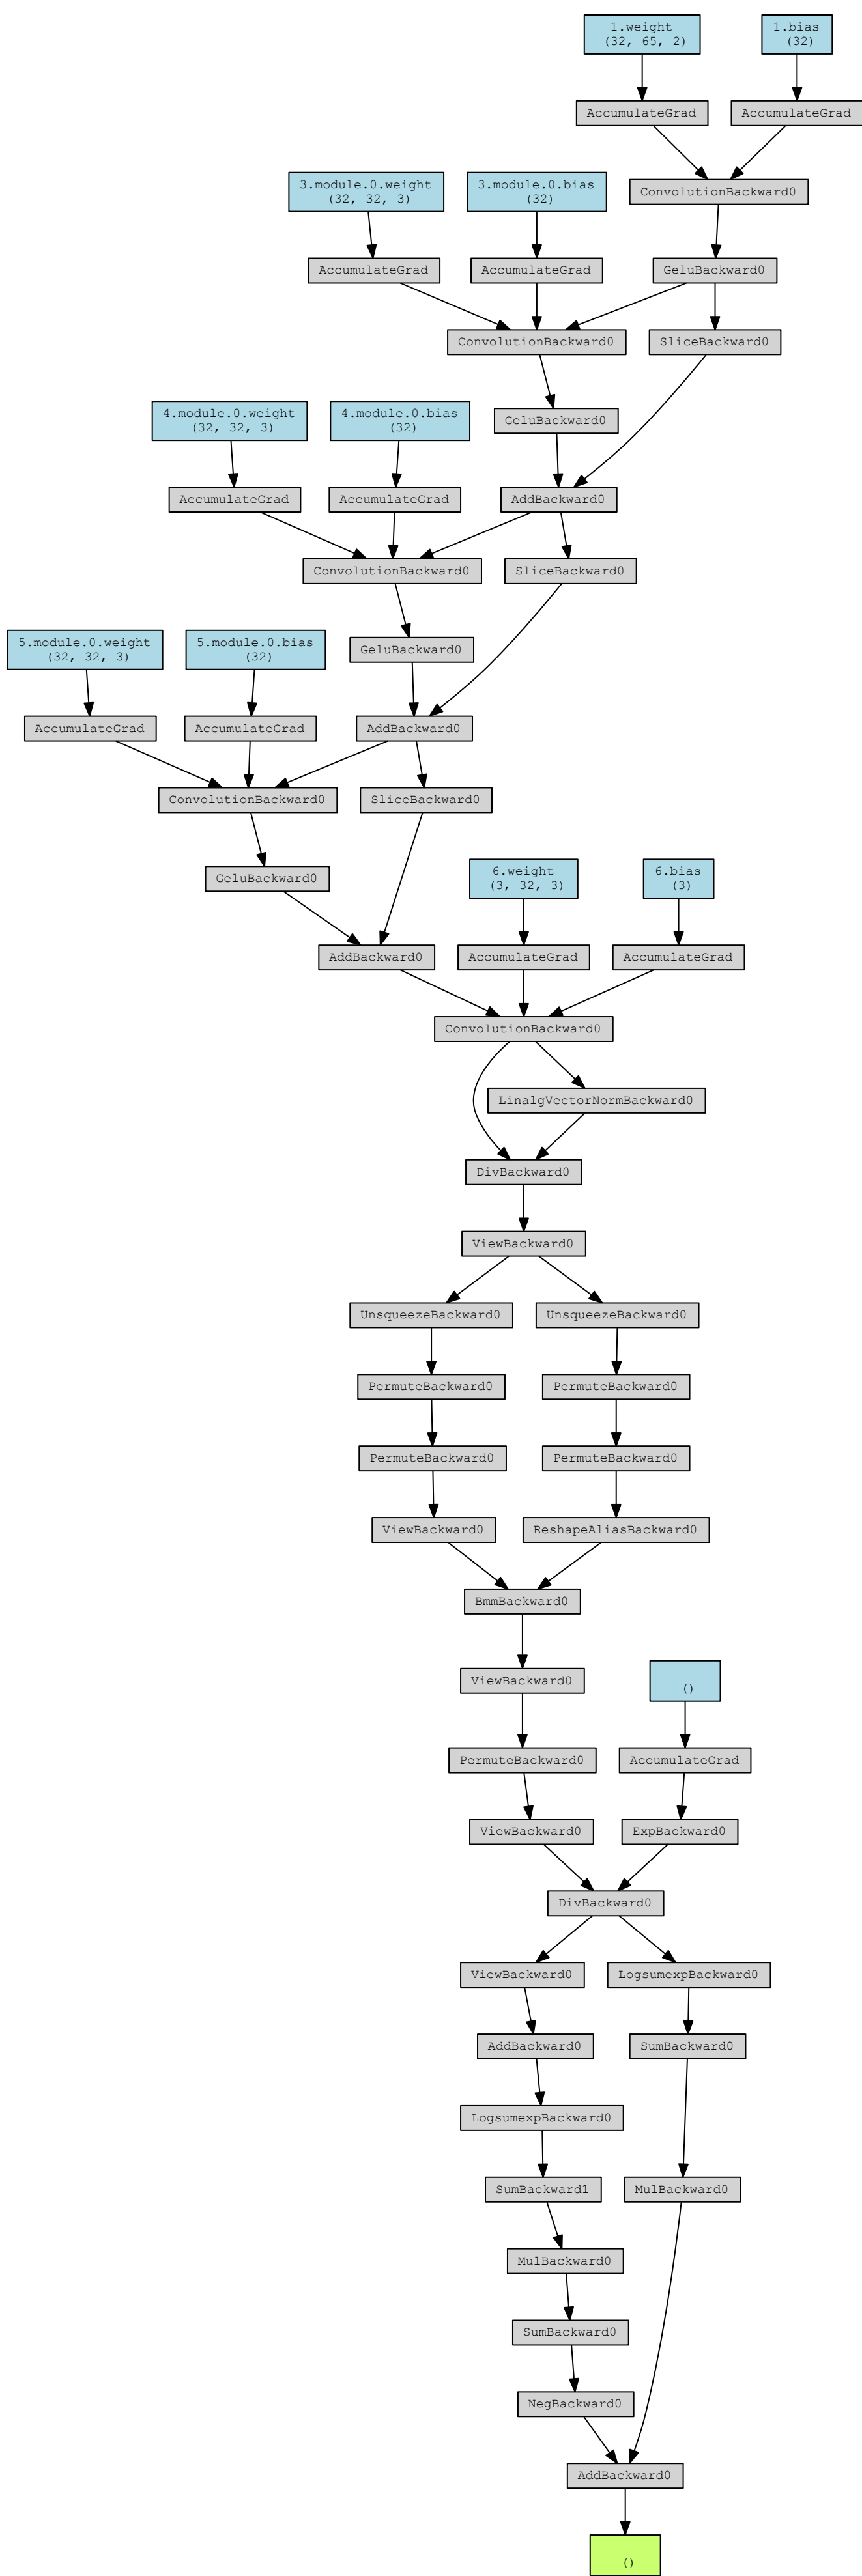 1.weight
(32, 65, 2)
1.bias
(32)
AccumulateGrad
AccumulateGrad
3.module.0.weight
(32, 32, 3)
3.module.0.bias
(32)
ConvolutionBackward0
AccumulateGrad
AccumulateGrad
GeluBackward0
ConvolutionBackward0
SliceBackward0
4.module.0.weight
(32, 32, 3)
4.module.0.bias
(32)
GeluBackward0
AccumulateGrad
AccumulateGrad
AddBackward0
ConvolutionBackward0
SliceBackward0
5.module.0.weight
(32, 32, 3)
5.module.0.bias
(32)
GeluBackward0
AccumulateGrad
AccumulateGrad
AddBackward0
ConvolutionBackward0
SliceBackward0
GeluBackward0
6.weight
(3, 32, 3)
6.bias
(3)
AddBackward0
AccumulateGrad
AccumulateGrad
ConvolutionBackward0
LinalgVectorNormBackward0
DivBackward0
ViewBackward0
UnsqueezeBackward0
UnsqueezeBackward0
PermuteBackward0
PermuteBackward0
PermuteBackward0
PermuteBackward0
ViewBackward0
ReshapeAliasBackward0
BmmBackward0
ViewBackward0
()
PermuteBackward0
AccumulateGrad
ViewBackward0
ExpBackward0
DivBackward0
ViewBackward0
LogsumexpBackward0
AddBackward0
SumBackward0
LogsumexpBackward0
SumBackward1
MulBackward0
MulBackward0
SumBackward0
NegBackward0
AddBackward0
()